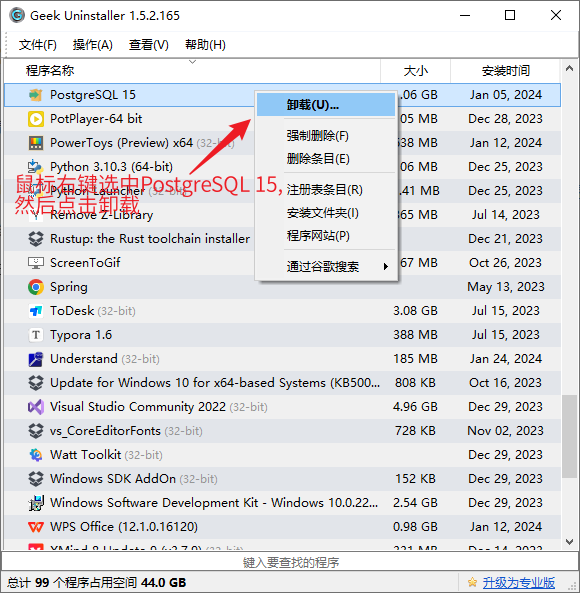 Geek Uninstaller 1.5.2.165
文件(F) 操作(A) 查看(V) 帮助(H)
程序名称 大小 安装时间
PostgreSQL 15 .06 GB Jan 05, 2024
PotPlayer-64 bit 05 MB Dec 28, 2023
PowerToys (Preview) x64 (32-bit) 538 MB Jan 12, 2024
Python 3.10.3 (64-bit) 05 MB Dec 26, 2023
Python Launcher (32-bit) .41 MB Dec 25, 2023
Remove Z-Library 365 MB Jul 14, 2023
Rustup: the Rust toolchain installer Dec 21, 2023
ScreenToGif .67 MB Oct 26, 2023
Spring May 13, 2023
ToDesk (32-bit) 3.08 GB Jul 15, 2023
Typora 1.6 388 MB Jul 15, 2023
Understand (32-bit) 185 MB Jan 24, 2024
Update for Windows 10 for x64-based Systems (KB500... 808 KB Oct 16, 2023
Visual Studio Community 2022 (32-bit) 4.96 GB Dec 29, 2023
vs_CoreEditorFonts (32-bit) 728 KB Nov 02, 2023
Watt Toolkit (32-bit) Dec 29, 2023
Windows SDK AddOn (32-bit) 152 KB Dec 29, 2023
Windows Software Development Kit - Windows 10.0.22... 2.54 GB Dec 29, 2023
WPS Office (12.1.0.16120) 0.98 GB Jan 12, 2024
XMind 8 Update 9 (v3.7.9) (32-bit) 331 MB Dec 14, 2023
卸载(U)...
强制删除(F)
删除条目(E)
注册表条目(R)
安装文件夹(I)
程序网站(P)
通过谷歌搜索
鼠标右键选中PostgreSQL 15,
然后点击卸载
键入要查找的程序
总计 99 个程序占用空间 44.0 GB 升级为专业版